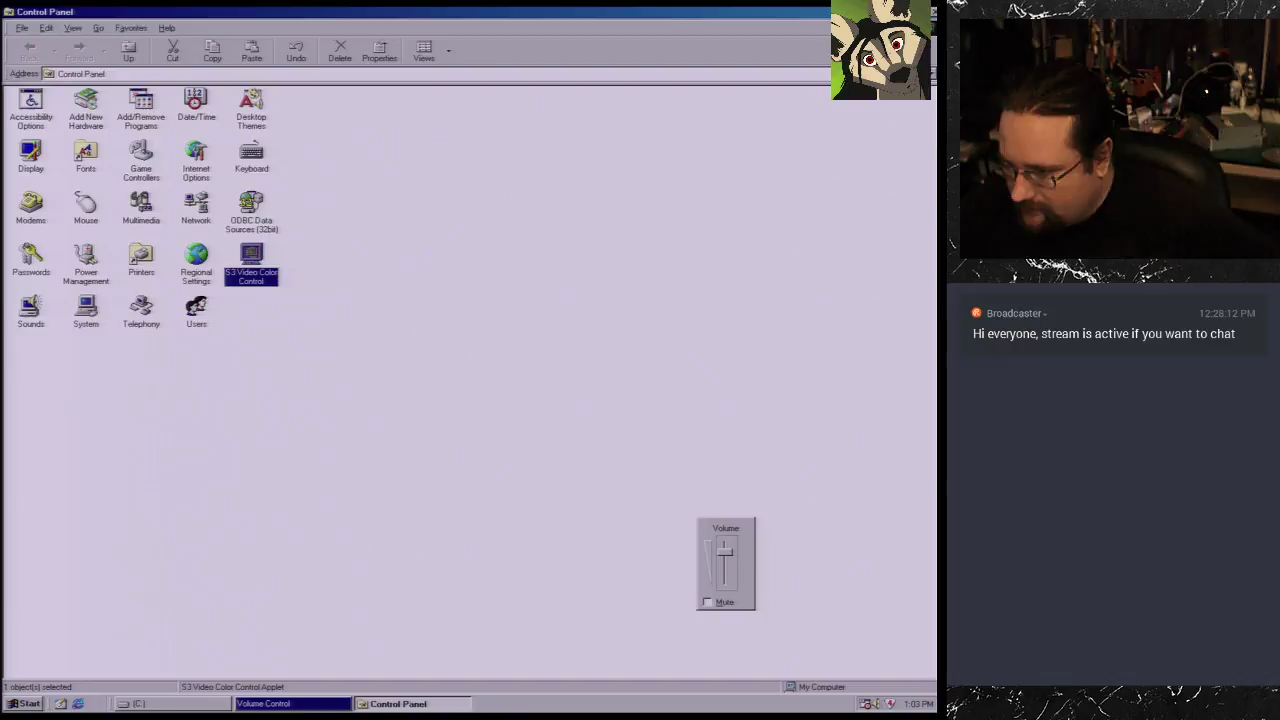 Control Panel
File Edit View Go Favorites Help
Back Forward Up Cut Copy Paste Undo Delete Properties Views
Address Control Panel
Accessibility Options
Add New Hardware
Add/Remove Programs
Date/Time
Desktop Themes
Display
Fonts
Game Controllers
Internet Options
Keyboard
Modems
Mouse
Multimedia
Network
ODBC Data Sources (32bit)
Passwords
Power Management
Printers
Regional Settings
S3 Video Color Control
Sounds
System
Telephony
Users
Volume
Mute
1 object(s) selected
S3 Video Color Control Applet
My Computer
Start
(C:)
Volume Control
Control Panel
1:03 PM
Broadcaster
12:28:12 PM
Hi everyone, stream is active if you want to chat